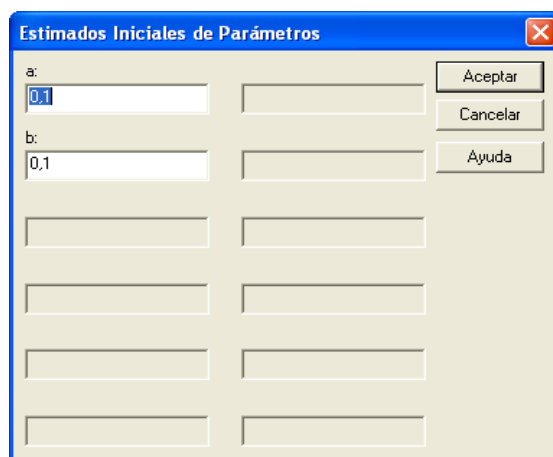 Estimados Iniciales de Parámetros
a:
0,1
b:
0,1
Aceptar
Cancelar
Ayuda